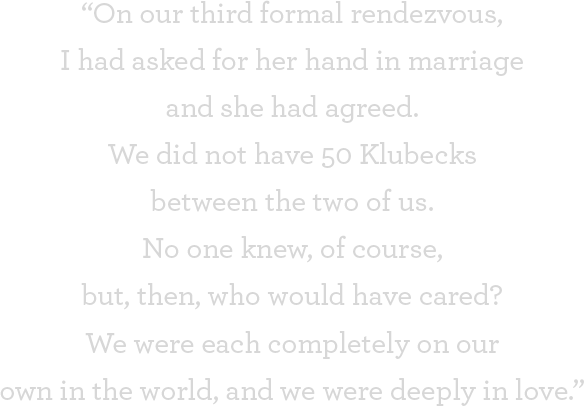 “On our third formal rendezvous,
I had asked for her hand in marriage
and she had agreed.
We did not have 50 Klubecks
between the two of us.
No one knew, of course,
but, then, who would have cared?
We were each completely on our
own in the world, and we were deeply in love.”